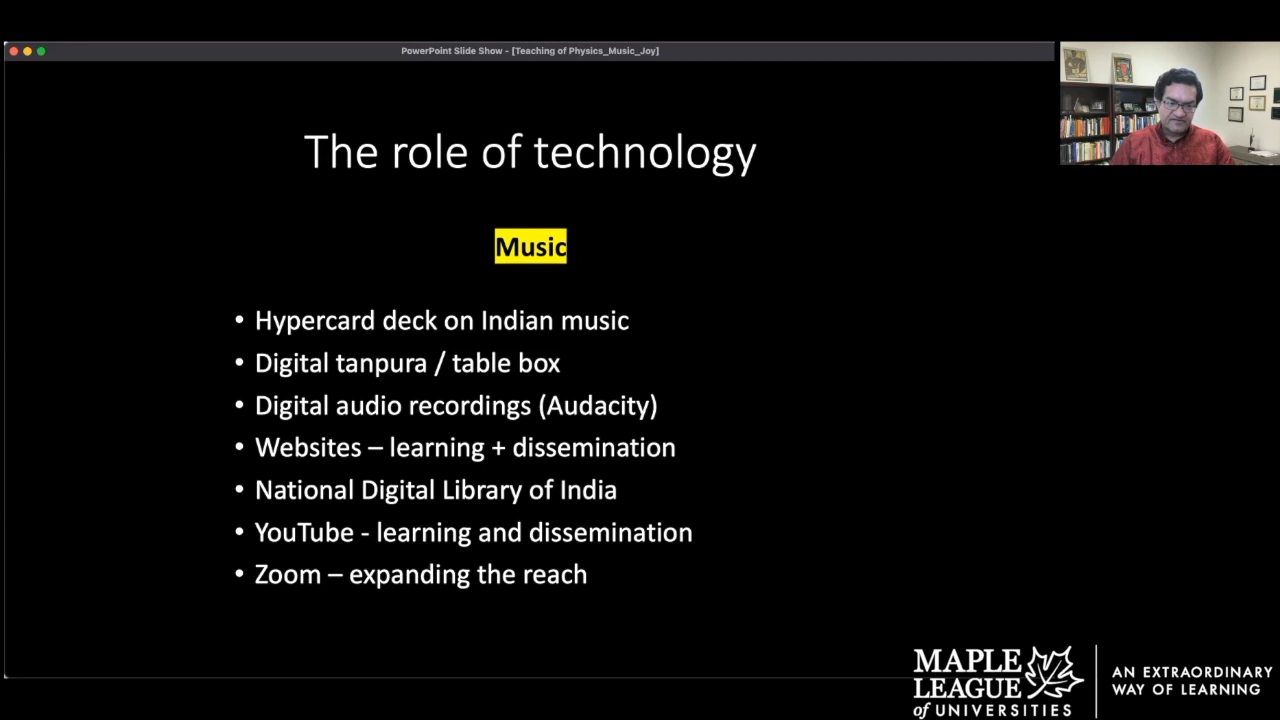 PowerPoint Slide Show - [Teaching of Physics_Music_Joy]
The role of technology
Music
• Hypercard deck on Indian music
• Digital tanpura / table box
• Digital audio recordings (Audacity)
• Websites – learning + dissemination
• National Digital Library of India
• YouTube - learning and dissemination
• Zoom – expanding the reach
MAPLE
LEAGUE
of UNIVERSITIES
AN EXTRAORDINARY
WAY OF LEARNING